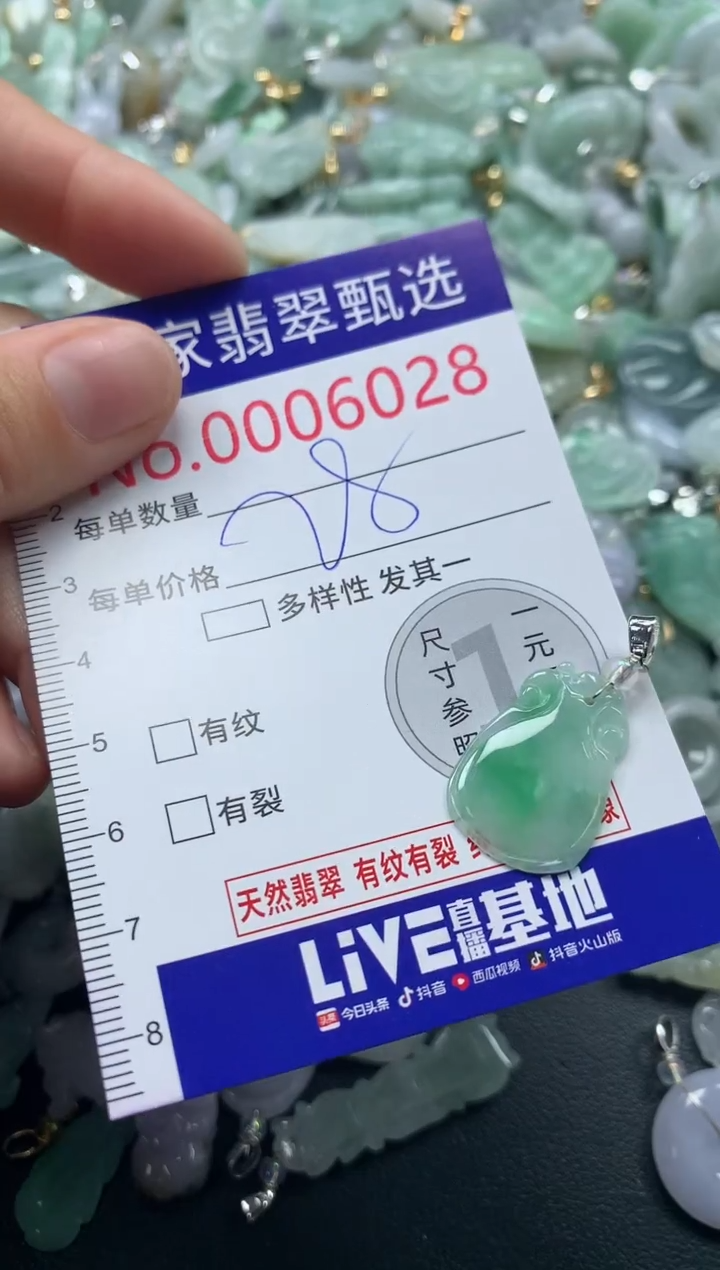 家翡翠甄选
No.0006028
2
每单数量
3
每单价格
多样性 发其一
4
尺寸参照
一元
1
5
有纹
6
有裂
天然翡翠 有纹有裂
7
LiVE直播基地
头条 今日头条 抖音 西瓜视频 抖音火山版
8